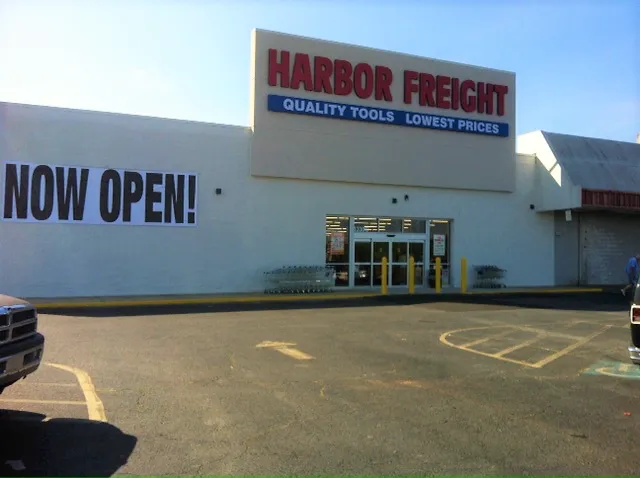 HARBOR FREIGHT
QUALITY TOOLS LOWEST PRICES
NOW OPEN!